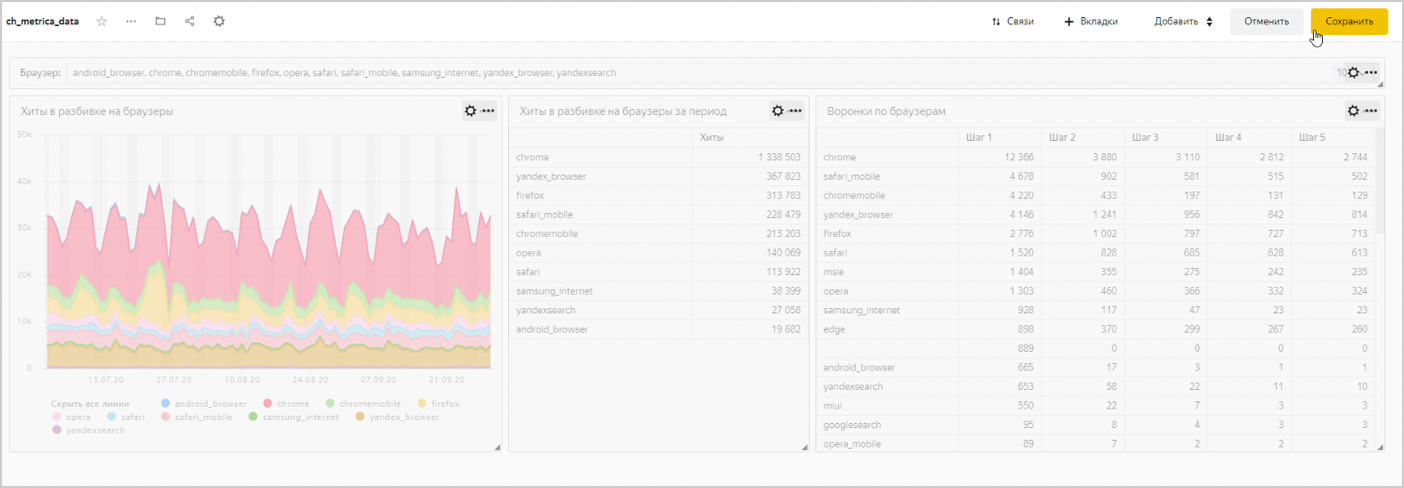 ch_metrica_data Связи Вкладки Добавить Отменить Сохранить
Браузер: android_browser, chrome, chromemobile, firefox, opera, safari, safari_mobile, samsung_internet, yandex_browser, yandexsearch
Хиты в разбивке на браузеры
50k
40k
30k
20k
10k
0
13.07.20 27.07.20 10.08.20 24.08.20 07.09.20 21.09.20
Скрыть все линии android_browser chrome chromemobile firefox
opera safari safari_mobile samsung_internet yandex_browser
yandexsearch
Хиты в разбивке на браузеры за период
Хиты
chrome 1 338 503
yandex_browser 367 823
firefox 313 783
safari_mobile 228 479
chromemobile 213 203
opera 140 069
safari 113 922
samsung_internet 38 399
yandexsearch 27 058
android_browser 19 682
Воронки по браузерам
Шаг 1 Шаг 2 Шаг 3 Шаг 4 Шаг 5
chrome 12 366 3 880 3 110 2 812 2 744
safari_mobile 4 678 902 581 515 502
chromemobile 4 220 433 197 131 129
yandex_browser 4 146 1 241 956 842 814
firefox 2 776 1 002 797 727 713
safari 1 520 828 685 628 613
msie 1 404 355 275 242 235
opera 1 303 460 366 332 324
samsung_internet 928 117 47 23 23
edge 898 370 299 267 260
889 0 0 0 0
android_browser 665 17 3 1 1
yandexsearch 653 58 22 11 10
miui 550 22 7 3 3
googlesearch 95 8 4 3 3
opera_mobile 89 7 2 2 2